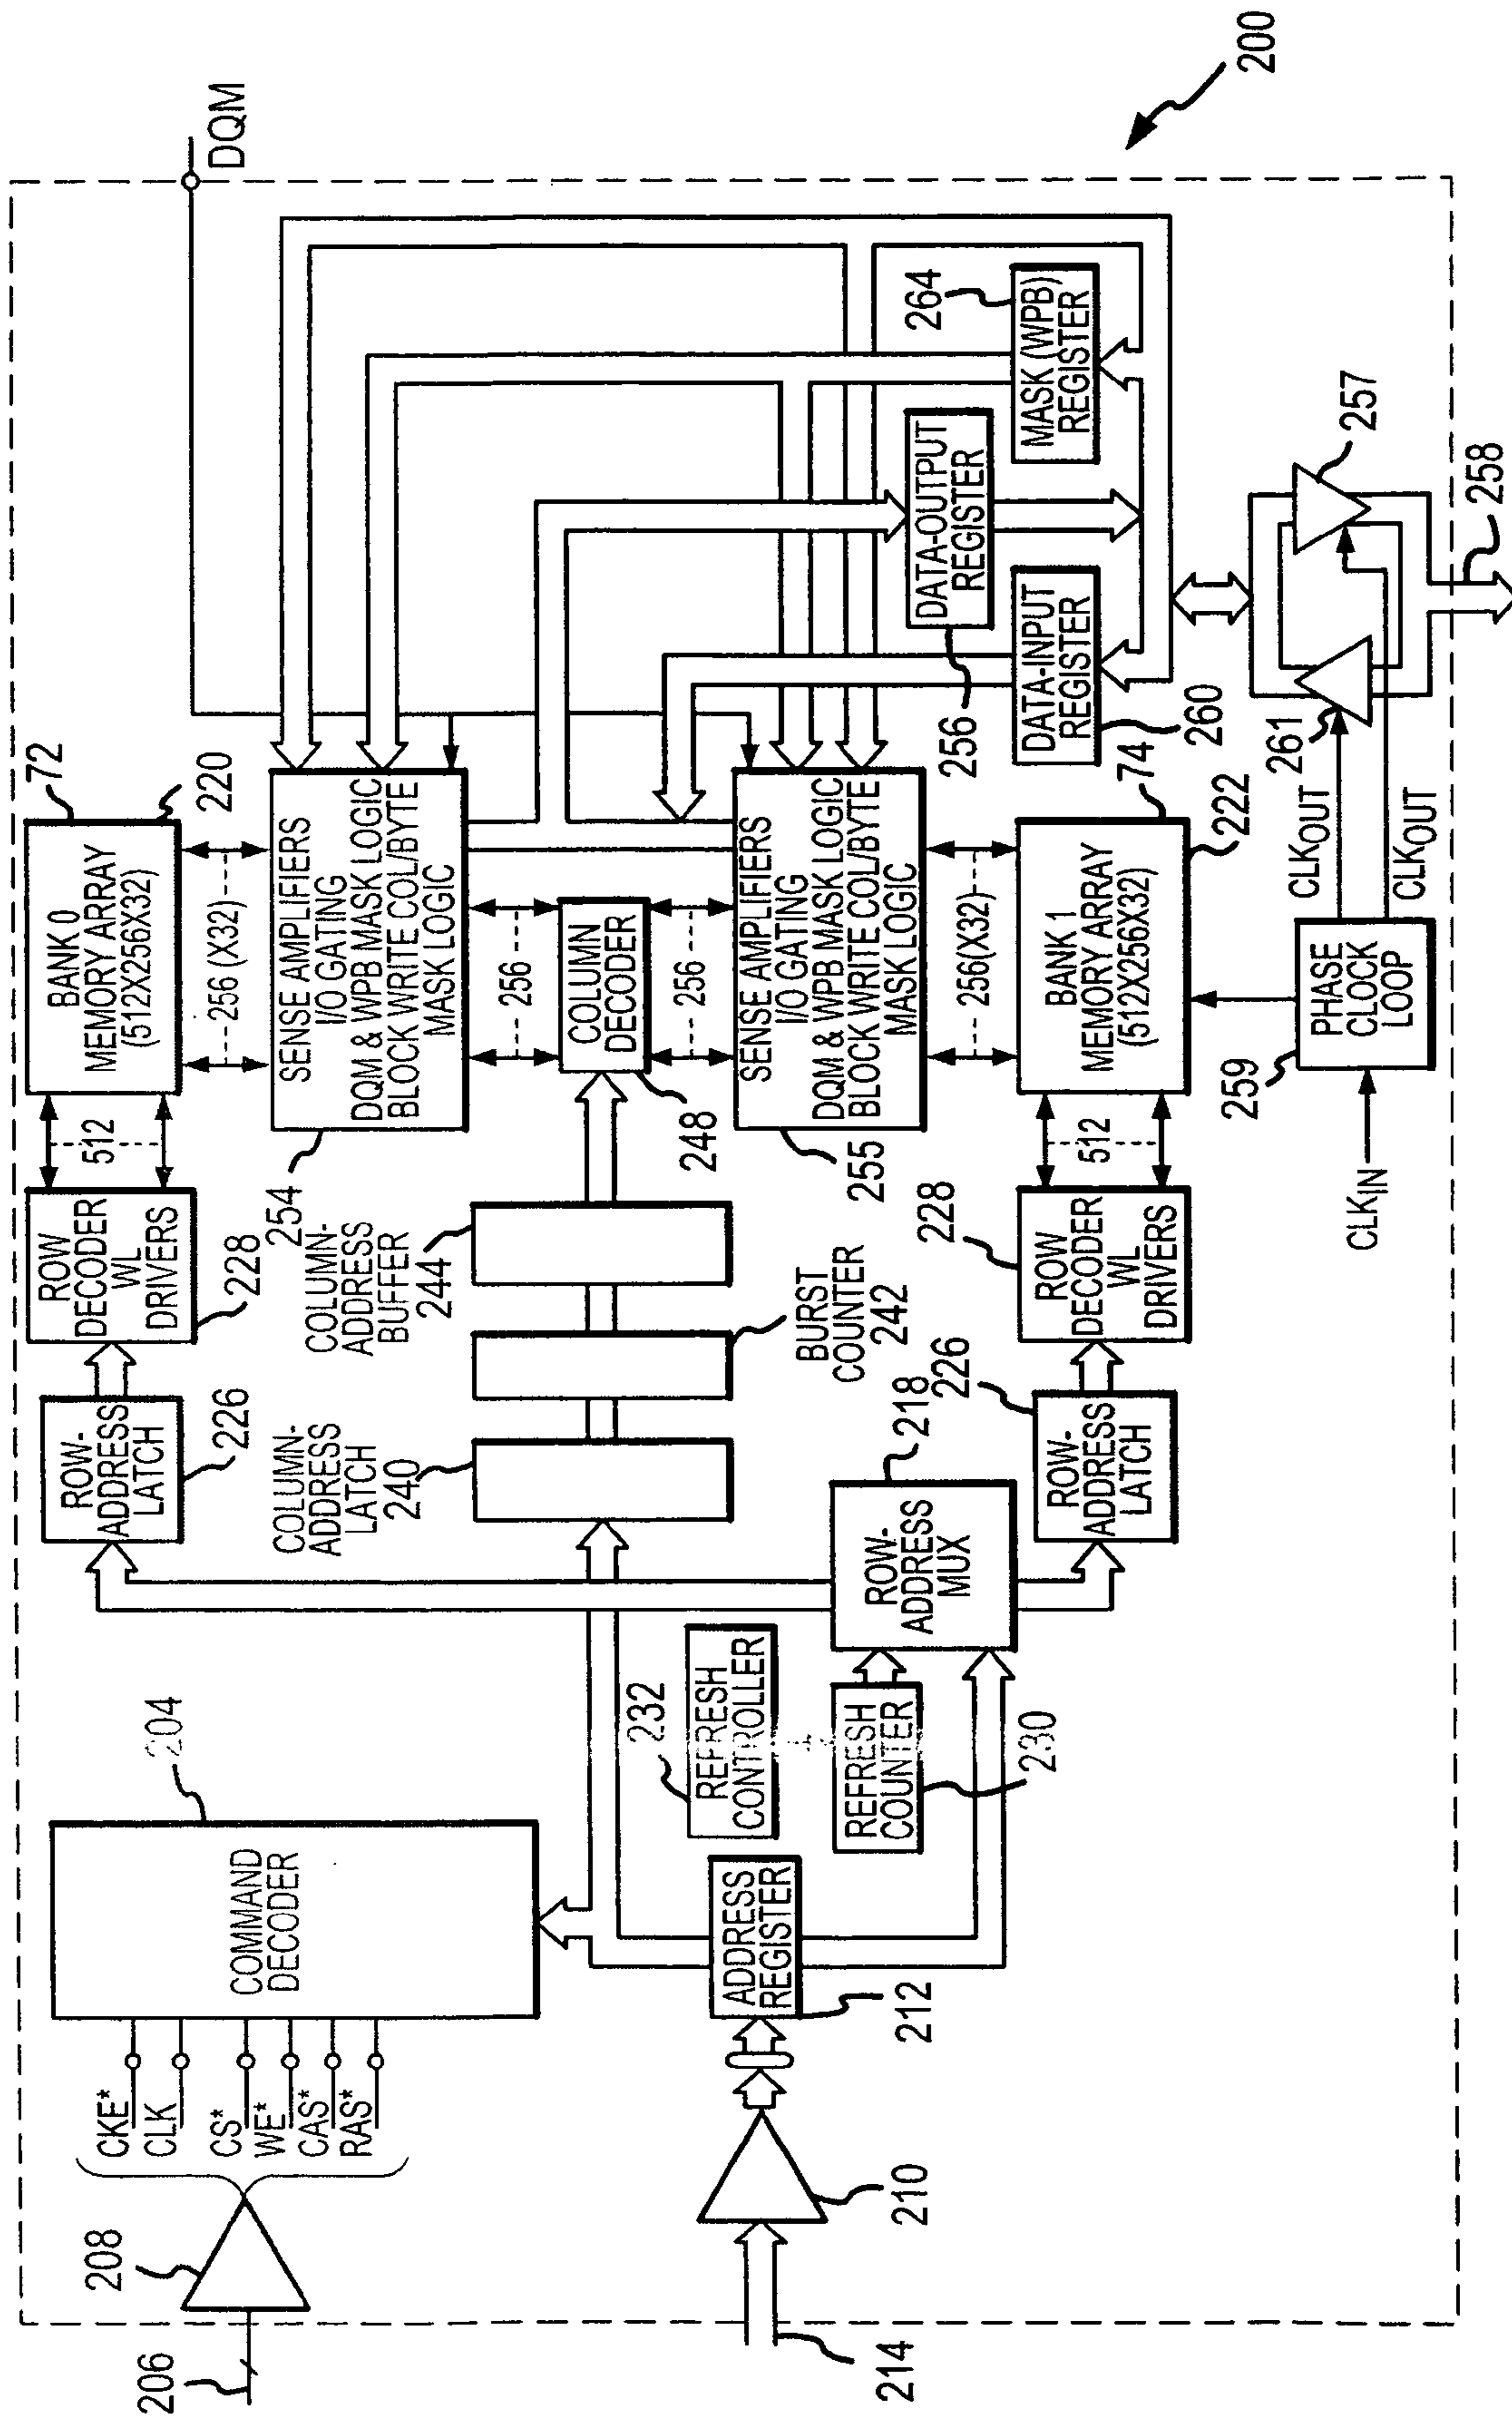 206
208
CKE*
CLK
CS*
WE*
CAS*
RAS*
COMMAND
DECODER
204
214
210
ADDRESS
REGISTER
212
REFRESH
CONTROLLER
232
REFRESH
COUNTER
230
ROW-
ADDRESS
MUX
218
ROW-
ADDRESS
LATCH
226
ROW
DECODER
WL
DRIVERS
228
512
BANK 0
MEMORY ARRAY
(512X256X32)
72
220
256 (X32)
COLUMN-
ADDRESS
LATCH
240
BURST
COUNTER
242
COLUMN-
ADDRESS
BUFFER
244
254
SENSE AMPLIFIERS
I/O GATING
DQM & WPB MASK LOGIC
BLOCK WRITE COL/BYTE
MASK LOGIC
256
COLUMN
DECODER
248
256
SENSE AMPLIFIERS
I/O GATING
DQM & WPB MASK LOGIC
BLOCK WRITE COL/BYTE
MASK LOGIC
255
256(X32)
ROW-
ADDRESS
LATCH
226
ROW
DECODER
WL
DRIVERS
228
512
BANK 1
MEMORY ARRAY
(512X256X32)
74
222
CLKIN
PHASE
CLOCK
LOOP
259
CLKOUT
CLKOUT
DATA-INPUT
REGISTER
260
DATA-OUTPUT
REGISTER
256
MASK (WPB)
REGISTER
264
261
257
258
DQM
200